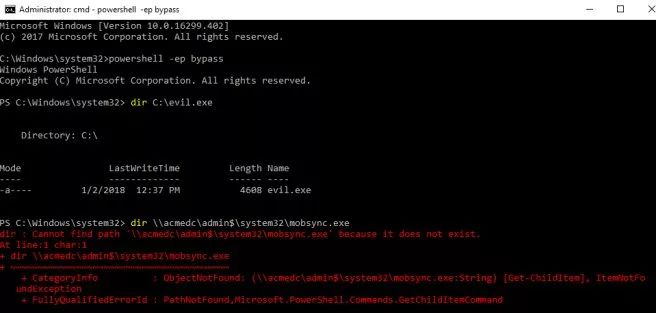 Administrator: cmd - powershell -ep bypass
Microsoft Windows [Version 10.0.16299.402]
(c) 2017 Microsoft Corporation. All rights reserved.
C:\Windows\system32>powershell -ep bypass
Windows PowerShell
Copyright (C) Microsoft Corporation. All rights reserved.
PS C:\Windows\system32> dir C:\evil.exe
Directory: C:\
Mode LastWriteTime Length Name
---- ------------- ------ ----
-a---- 1/2/2018 12:37 PM 4608 evil.exe
PS C:\Windows\system32> dir \\acmedc\admin$\system32\mobsync.exe
dir : Cannot find path '\\acmedc\admin$\system32\mobsync.exe' because it does not exist.
At line:1 char:1
+ dir \\acmedc\admin$\system32\mobsync.exe
+ ~~~~~~~~~~~~~~~~~~~~~~~~~~~~~~~~~~~~~~~~
+ CategoryInfo : ObjectNotFound: (\\acmedc\admin$\system32\mobsync.exe:String) [Get-ChildItem], ItemNotFo
undException
+ FullyQualifiedErrorId : PathNotFound,Microsoft.PowerShell.Commands.GetChildItemCommand